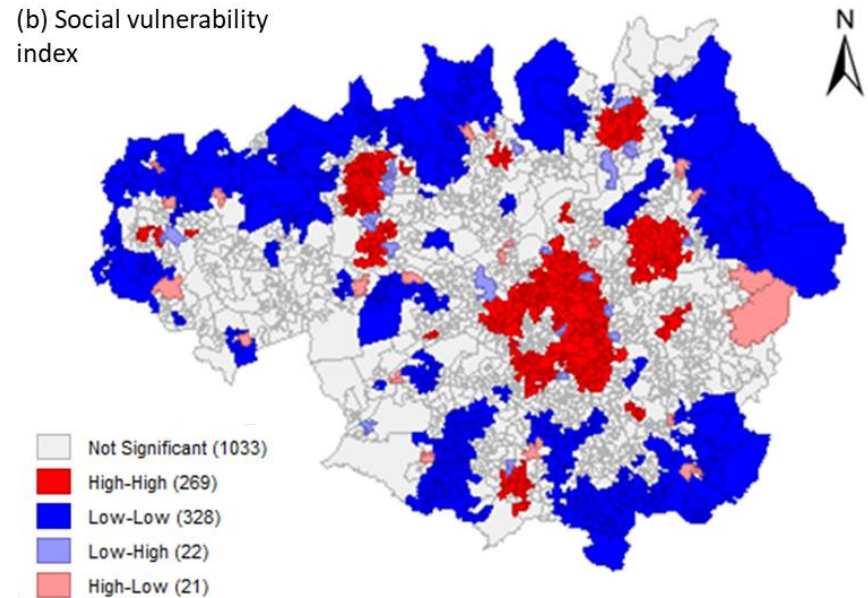 (b) Social vulnerability
index
N
Not Significant (1033)
High-High (269)
Low-Low (328)
Low-High (22)
High-Low (21)